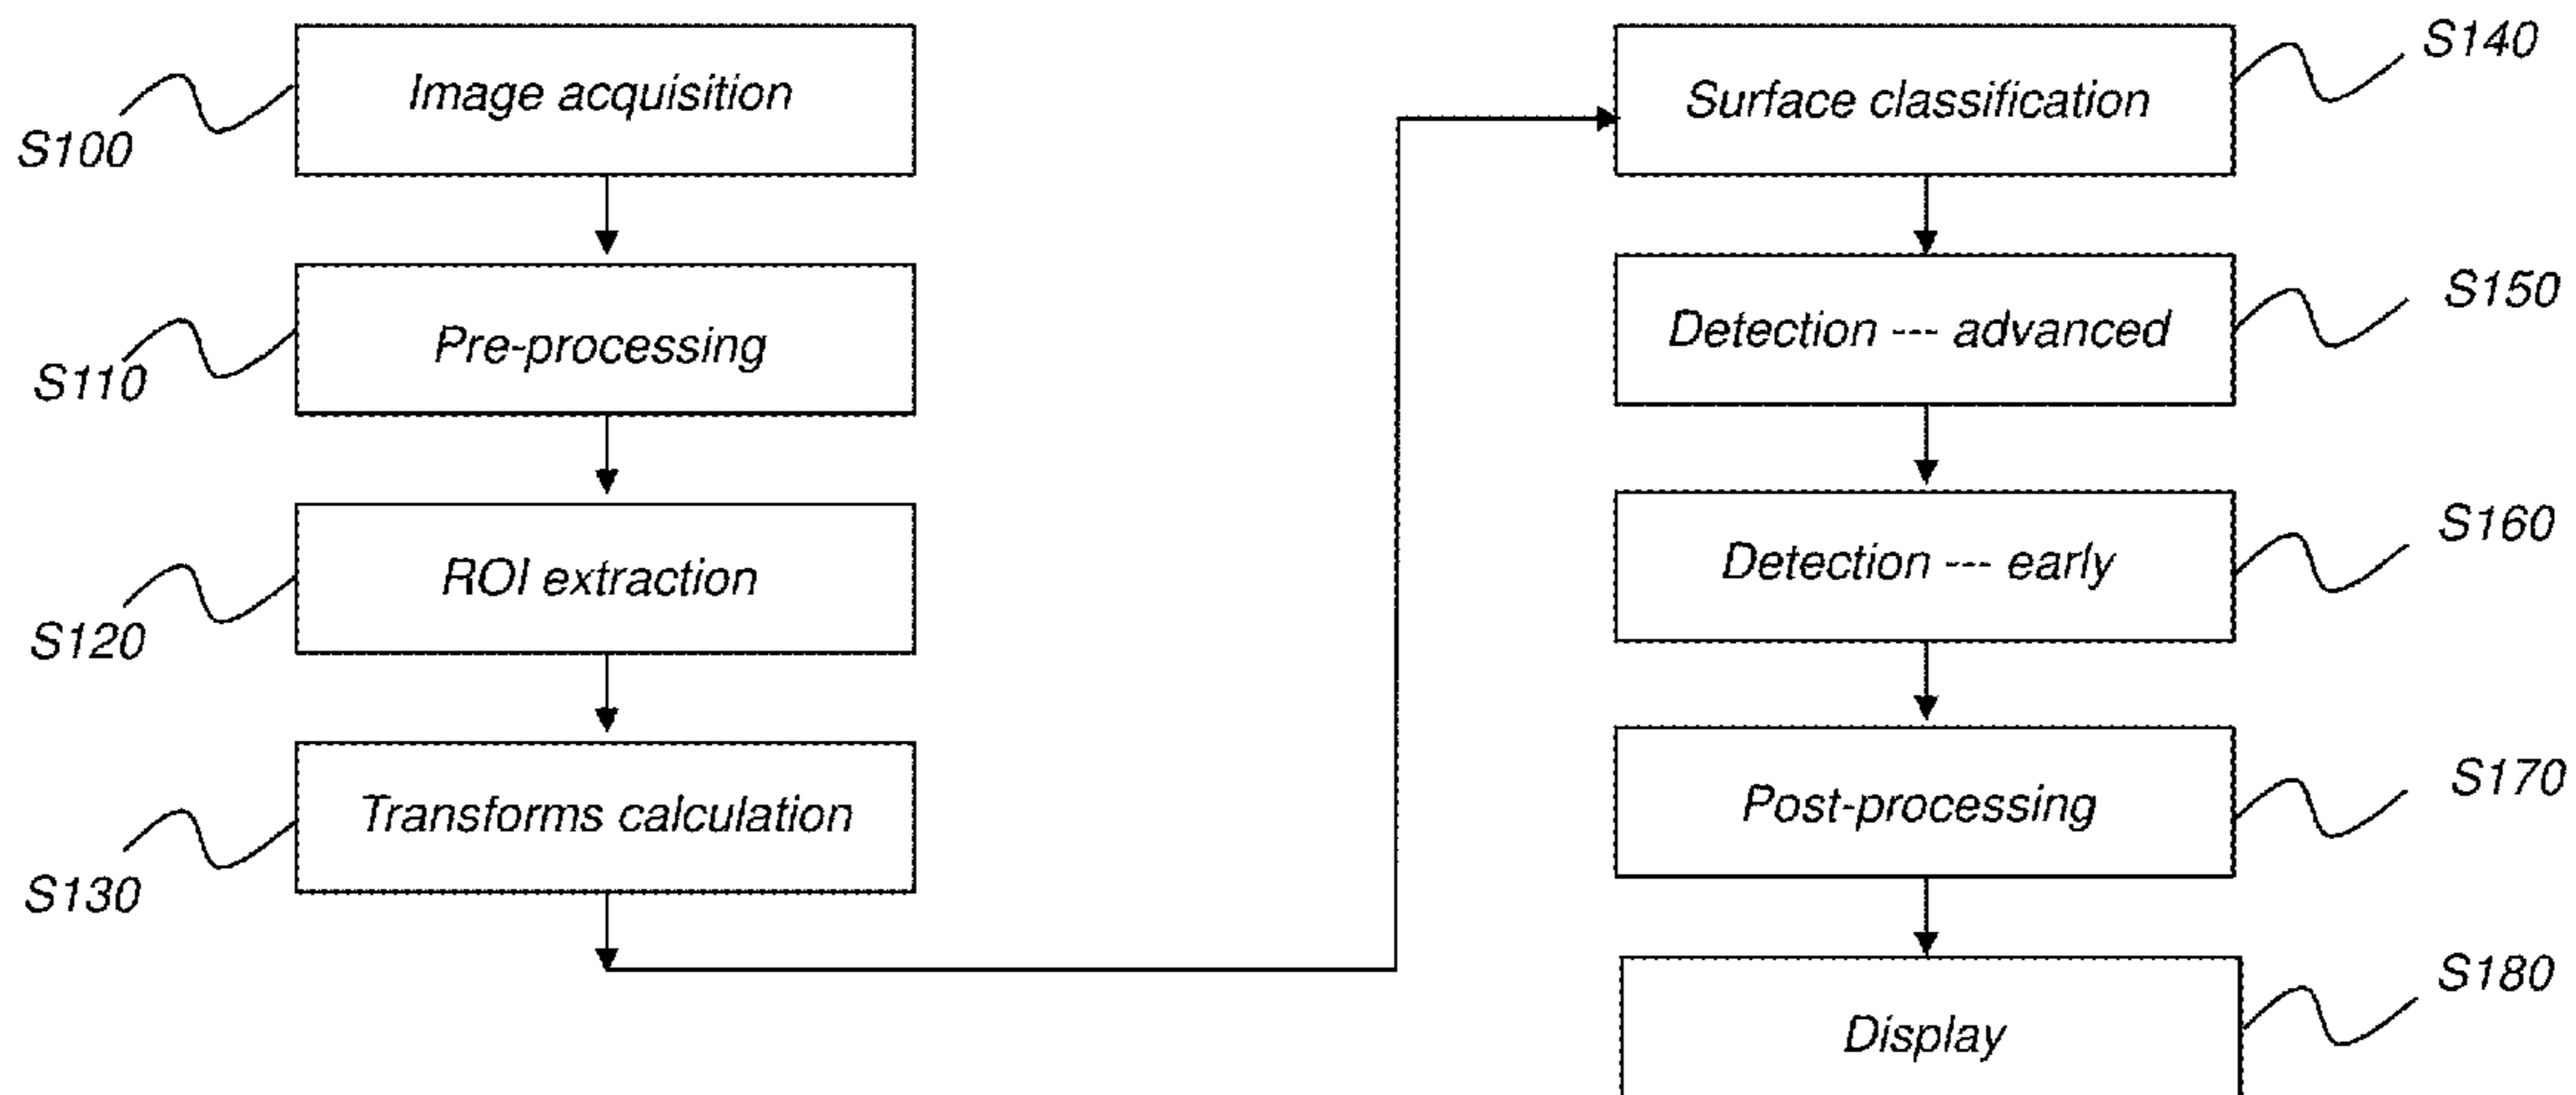 Image acquisition
S100
Pre-processing
S110
ROI extraction
S120
Transforms calculation
S130
Surface classification
S140
Detection --- advanced
S150
Detection --- early
S160
Post-processing
S170
Display
S180